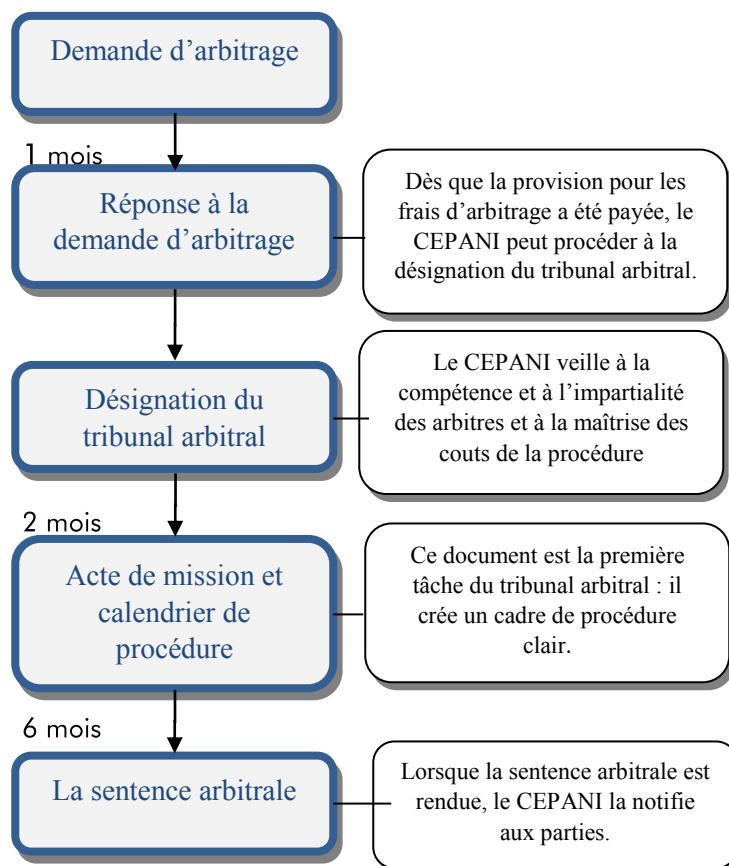 Demande d’arbitrage
1 mois
Réponse à la
demande d’arbitrage
Dès que la provision pour les
frais d’arbitrage a été payée, le
CEPANI peut procéder à la
désignation du tribunal arbitral.
Désignation du
tribunal arbitral
Le CEPANI veille à la
compétence et à l’impartialité
des arbitres et à la maîtrise des
couts de la procédure
2 mois
Acte de mission et
calendrier de
procédure
Ce document est la première
tâche du tribunal arbitral : il
crée un cadre de procédure
clair.
6 mois
La sentence arbitrale
Lorsque la sentence arbitrale est
rendue, le CEPANI la notifie
aux parties.